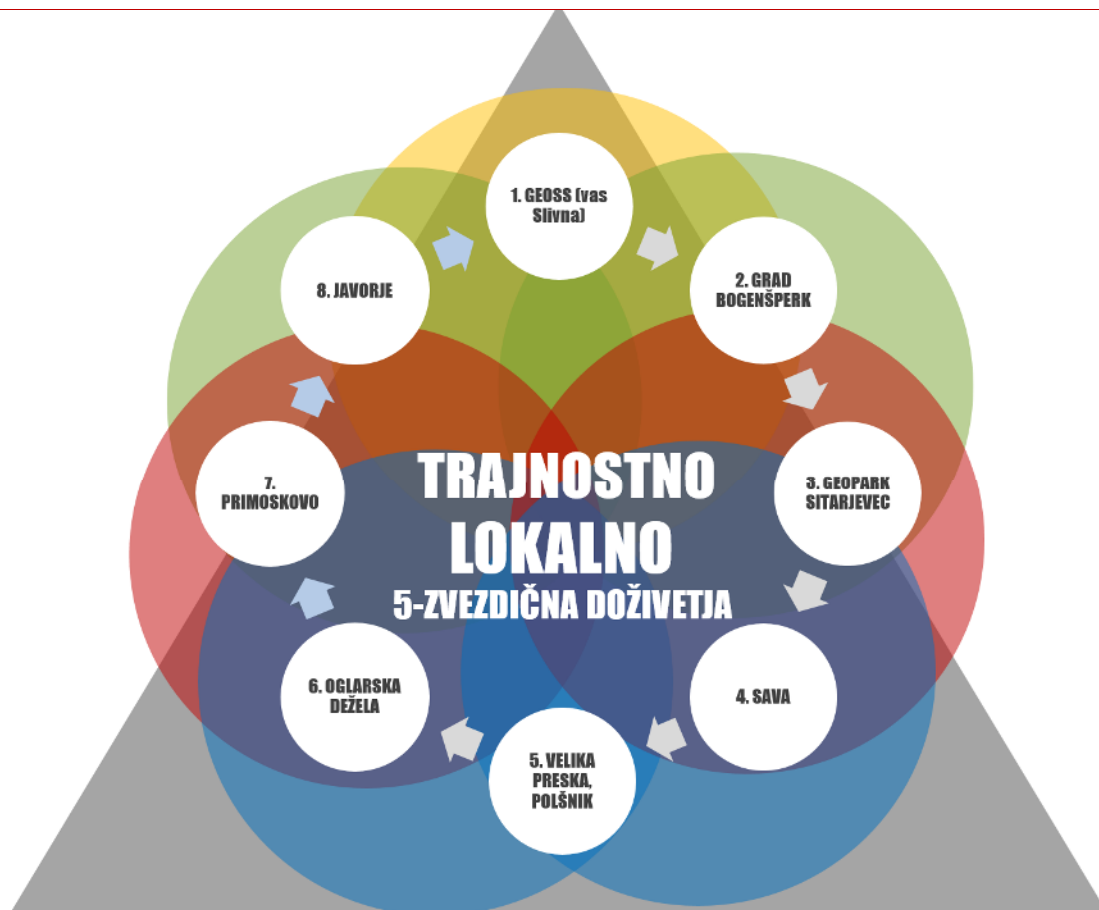 1. GEOSS (vas
Slivna)
2. GRAD
BOGENŠPERK
3. GEOPARK
SITARJEVEC
4. SAVA
5. VELIKA
PRESKA,
POLŠNIK
6. OGLARSKA
DEŽELA
7.
PRIMOSKOVO
8. JAVORJE
TRAJNOSTNO
LOKALNO
5-ZVEZDIČNA DOŽIVETJA